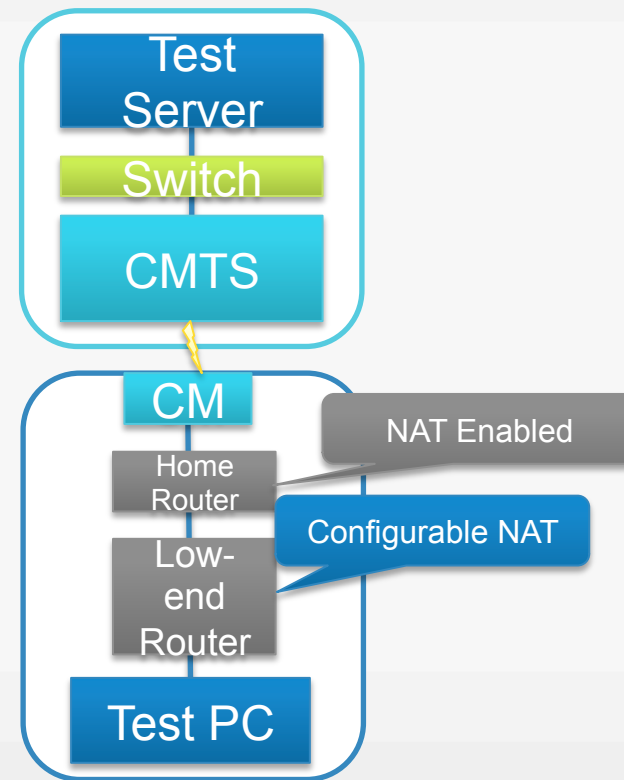 Test
Server
Switch
CMTS
CM
NAT Enabled
Home
Router
Configurable NAT
Low-
end
Router
Test PC